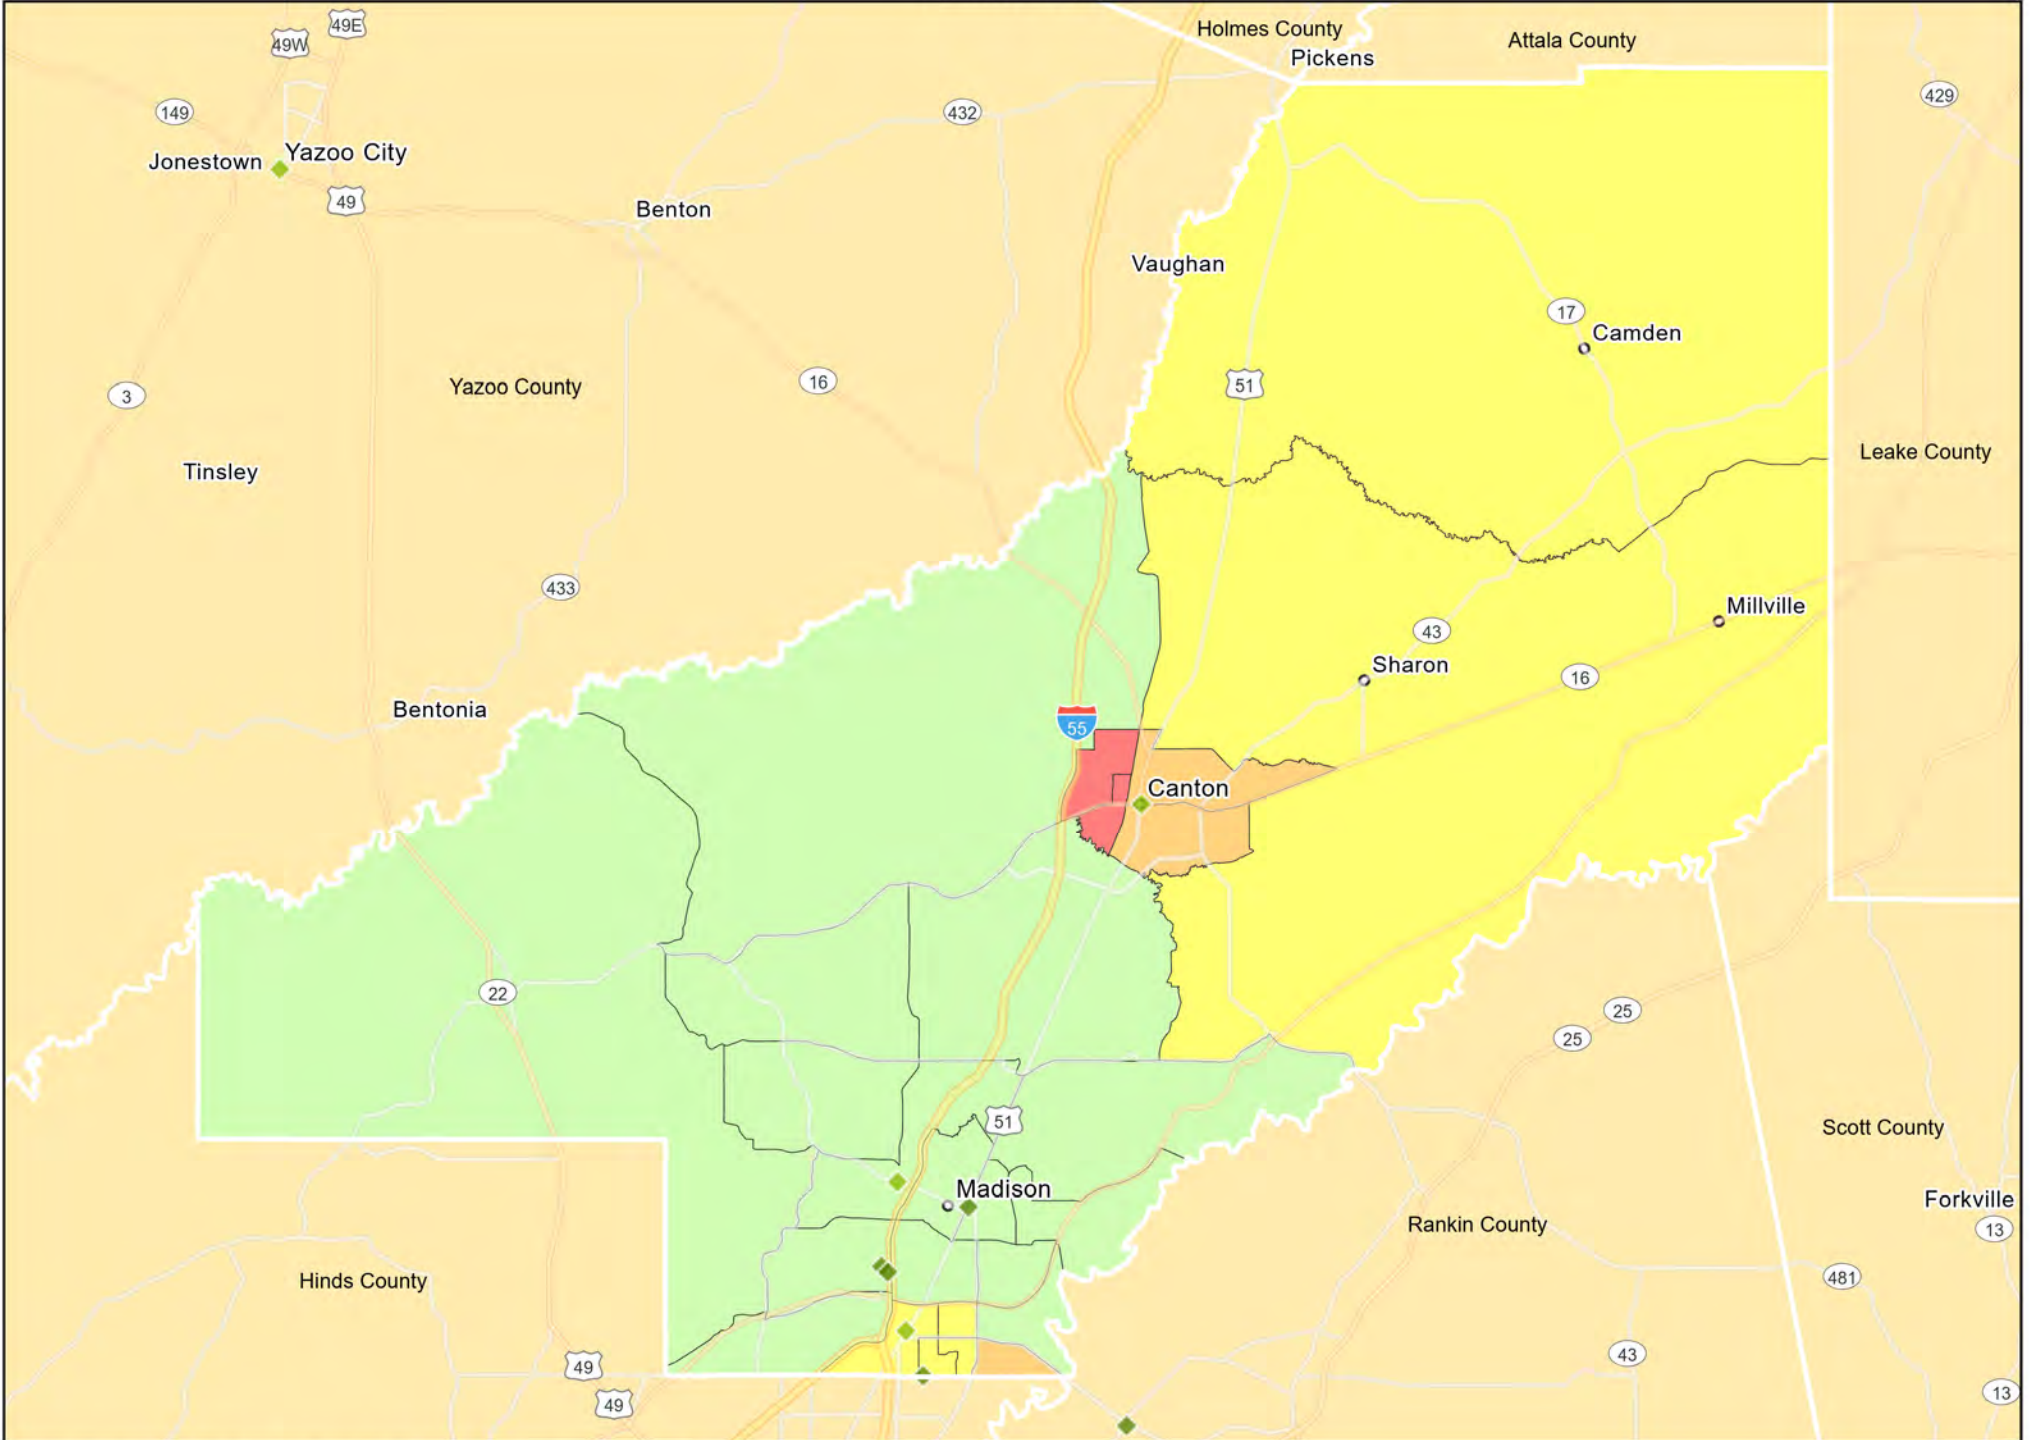 49E
49W
Holmes County
Attala County
Pickens
429
149
432
Yazoo City
Jonestown
49
Benton
Vaughan
17
Camden
51
16
Yazoo County
3
Leake County
Tinsley
433
Millville
43
Sharon
16
Bentonia
55
Canton
22
25
25
51
Scott County
Madison
Forkville
Rankin County
13
Hinds County
481
43
49
13
49